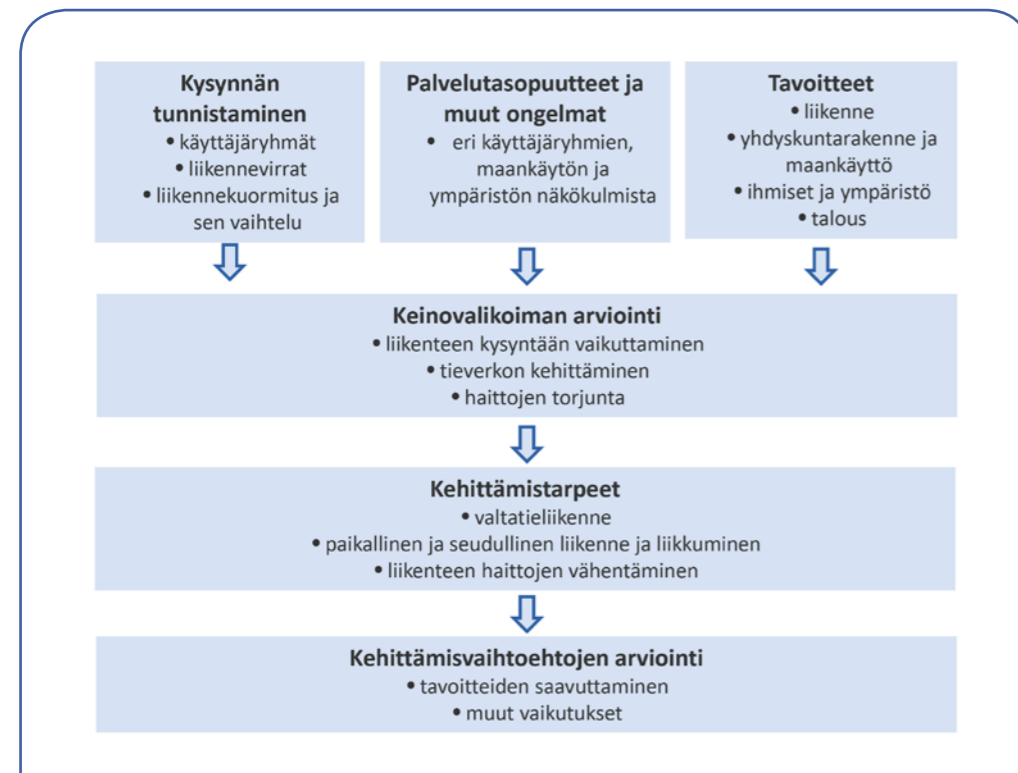 Kysynnän
tunnistaminen
• käyttäjäryhmät
• liikennevirrat
• liikennekuormitus ja
sen vaihtelu
Palvelutasopuutteet ja
muut ongelmat
• eri käyttäjäryhmien,
maankäytön ja
ympäristön näkökulmista
Tavoitteet
• liikenne
• yhdyskuntarakenne ja
maankäyttö
• ihmiset ja ympäristö
• talous
Keinovalikoiman arviointi
• liikenteen kysyntään vaikuttaminen
• tieverkon kehittäminen
• haittojen torjunta
Kehittämistarpeet
• valtatieliikenne
• paikallinen ja seudullinen liikenne ja liikkuminen
• liikenteen haittojen vähentäminen
Kehittämisvaihtoehtojen arviointi
• tavoitteiden saavuttaminen
• muut vaikutukset